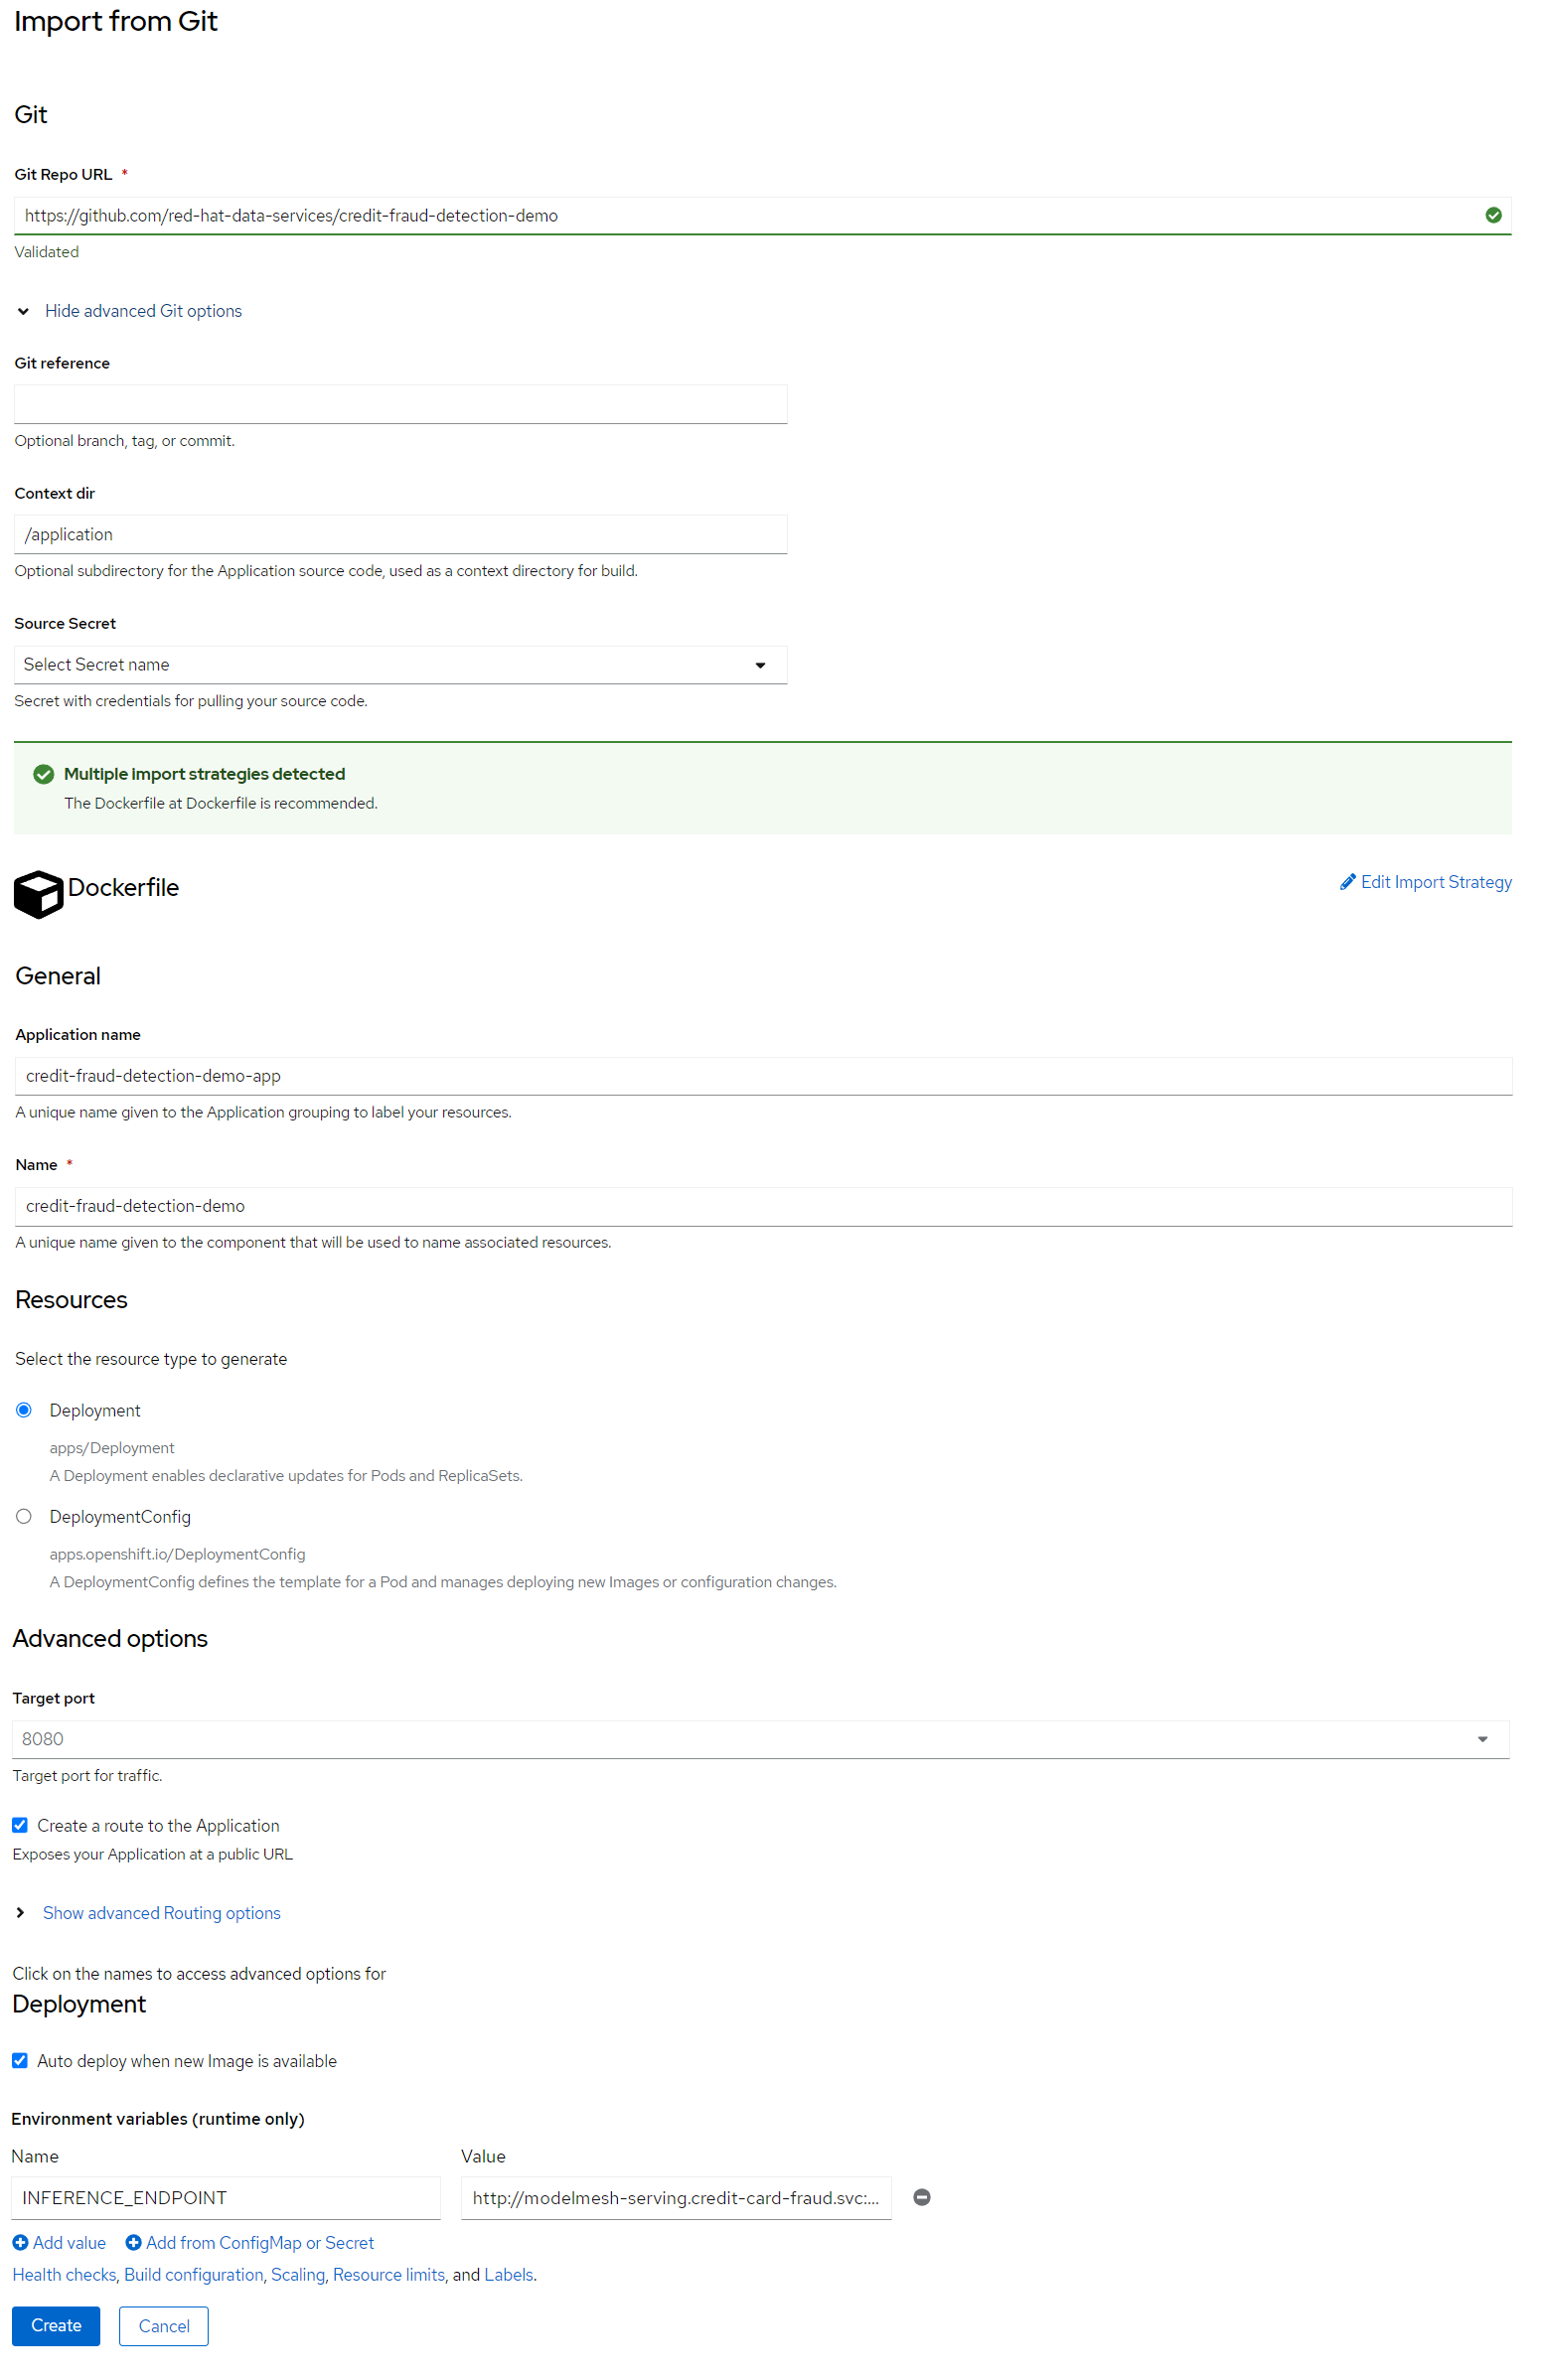 Import from Git
Git
Git Repo URL *
https://github.com/red-hat-data-services/credit-fraud-detection-demo
Validated
Hide advanced Git options
Git reference
Optional branch, tag, or commit.
Context dir
/application
Optional subdirectory for the Application source code, used as a context directory for build.
Source Secret
Select Secret name
Secret with credentials for pulling your source code.
Multiple import strategies detected
The Dockerfile at Dockerfile is recommended.
Dockerfile
Edit Import Strategy
General
Application name
credit-fraud-detection-demo-app
A unique name given to the Application grouping to label your resources.
Name *
credit-fraud-detection-demo
A unique name given to the component that will be used to name associated resources.
Resources
Select the resource type to generate
Deployment
apps/Deployment
A Deployment enables declarative updates for Pods and ReplicaSets.
DeploymentConfig
apps.openshift.io/DeploymentConfig
A DeploymentConfig defines the template for a Pod and manages deploying new Images or configuration changes.
Advanced options
Target port
8080
Target port for traffic.
Create a route to the Application
Exposes your Application at a public URL
Show advanced Routing options
Click on the names to access advanced options for
Deployment
Auto deploy when new Image is available
Environment variables (runtime only)
Name Value
INFERENCE_ENDPOINT http://modelmesh-serving.credit-card-fraud.svc:...
Add value Add from ConfigMap or Secret
Health checks, Build configuration, Scaling, Resource limits, and Labels.
Create Cancel